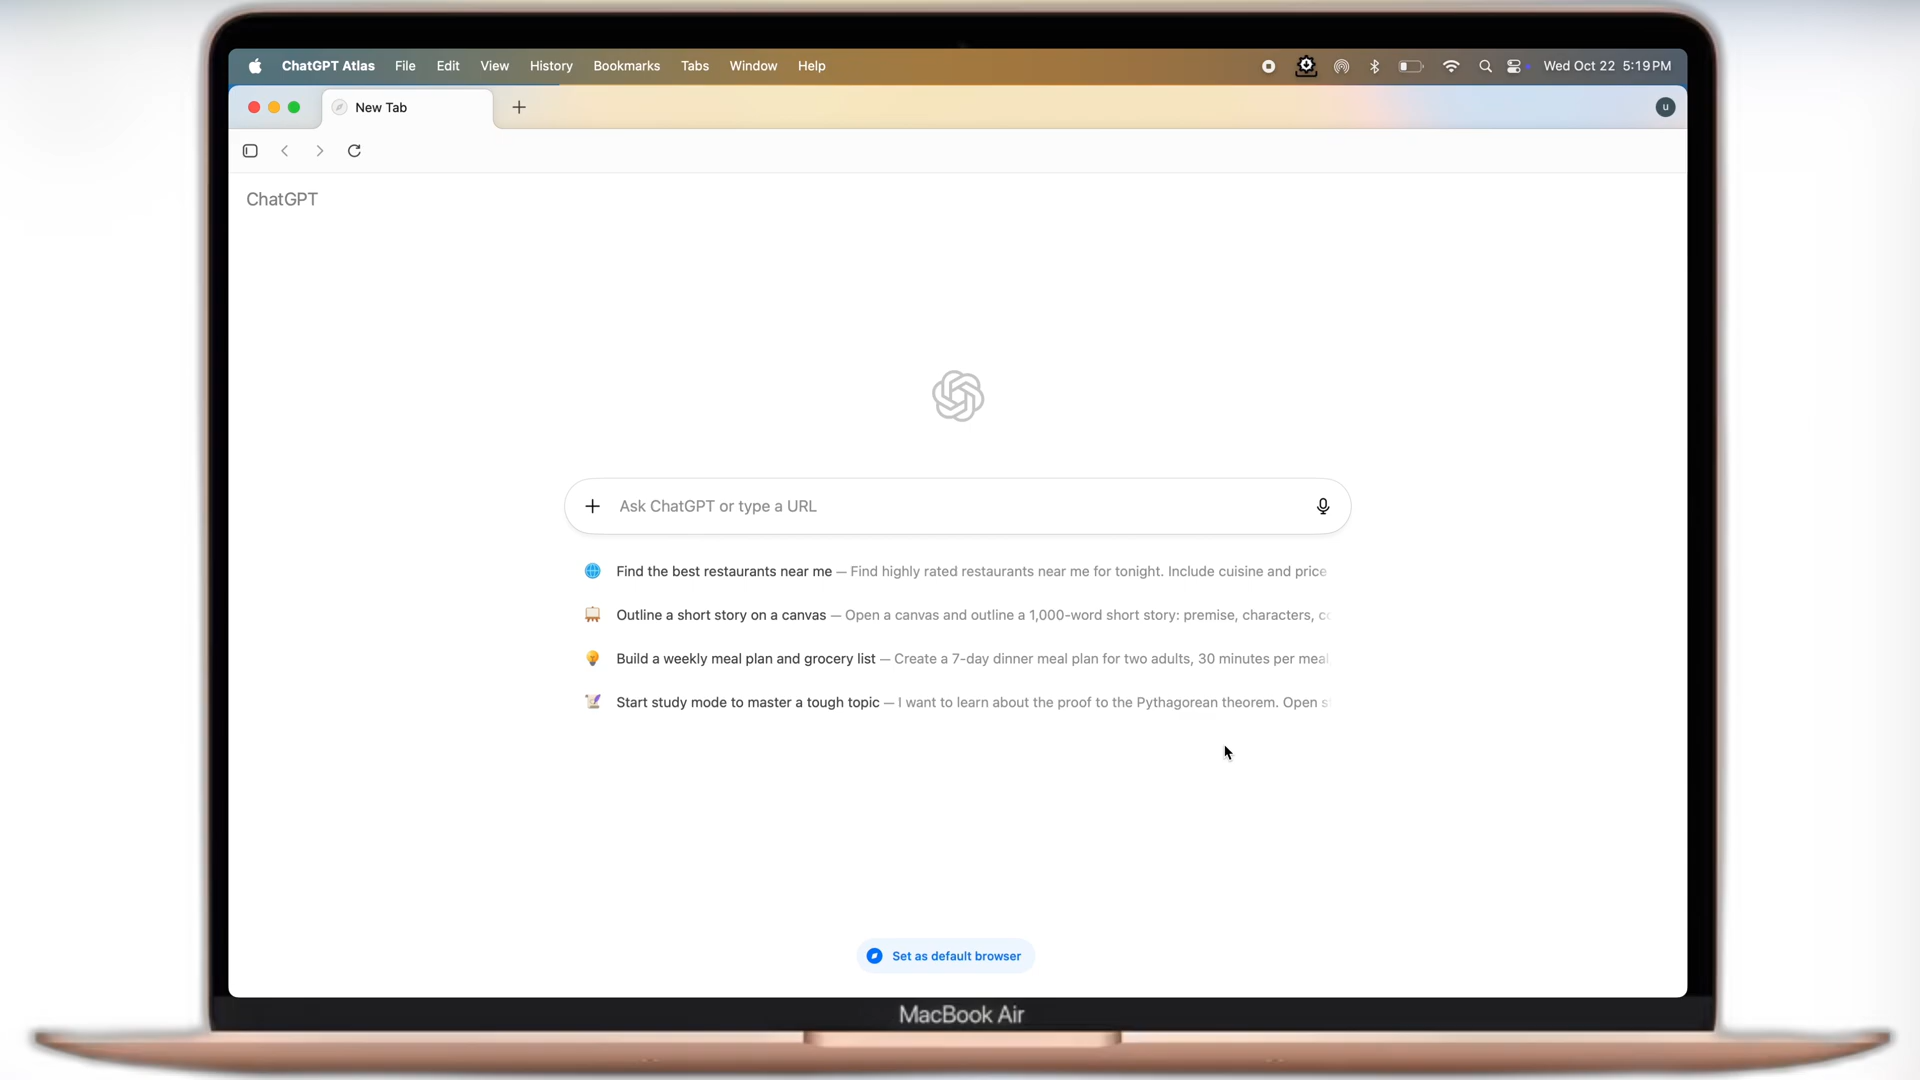 ChatGPT Atlas File Edit View History Bookmarks Tabs Window Help Wed Oct 22 5:19 PM
New Tab
u
ChatGPT
Ask ChatGPT or type a URL
Find the best restaurants near me — Find highly rated restaurants near me for tonight. Include cuisine and price
Outline a short story on a canvas — Open a canvas and outline a 1,000-word short story: premise, characters,
Build a weekly meal plan and grocery list — Create a 7-day dinner meal plan for two adults, 30 minutes per meal
Start study mode to master a tough topic — I want to learn about the proof to the Pythagorean theorem. Open
Set as default browser
MacBook Air